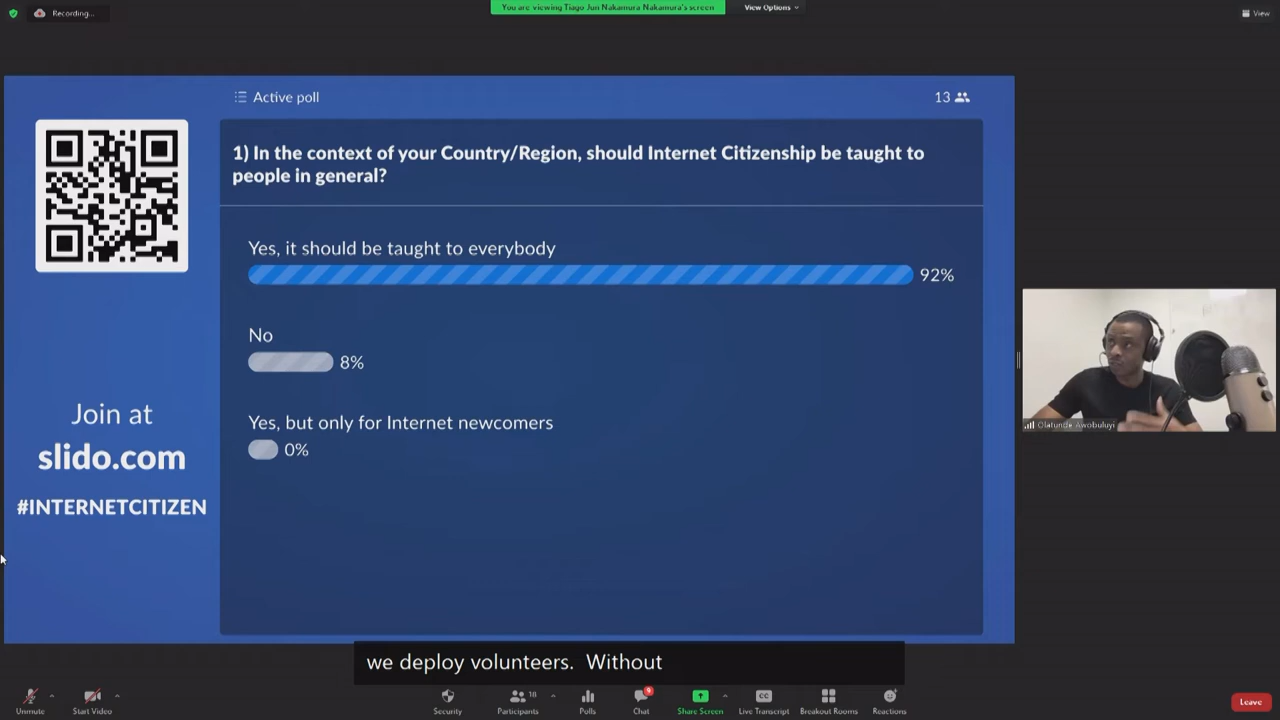 Recording...
You are viewing Tiago Jun Nakamura Nakamura's screen
View Options
View
Active poll
13
1) In the context of your Country/Region, should Internet Citizenship be taught to
people in general?
Yes, it should be taught to everybody
92%
No
8%
Yes, but only for Internet newcomers
0%
Join at
slido.com
#INTERNETCITIZEN
Olatunde Awobuluyi
we deploy volunteers.  Without
Unmute
Start Video
Security
Participants
18
Polls
Chat
6
Share Screen
CC
Live Transcript
Breakout Rooms
Reactions
Leave